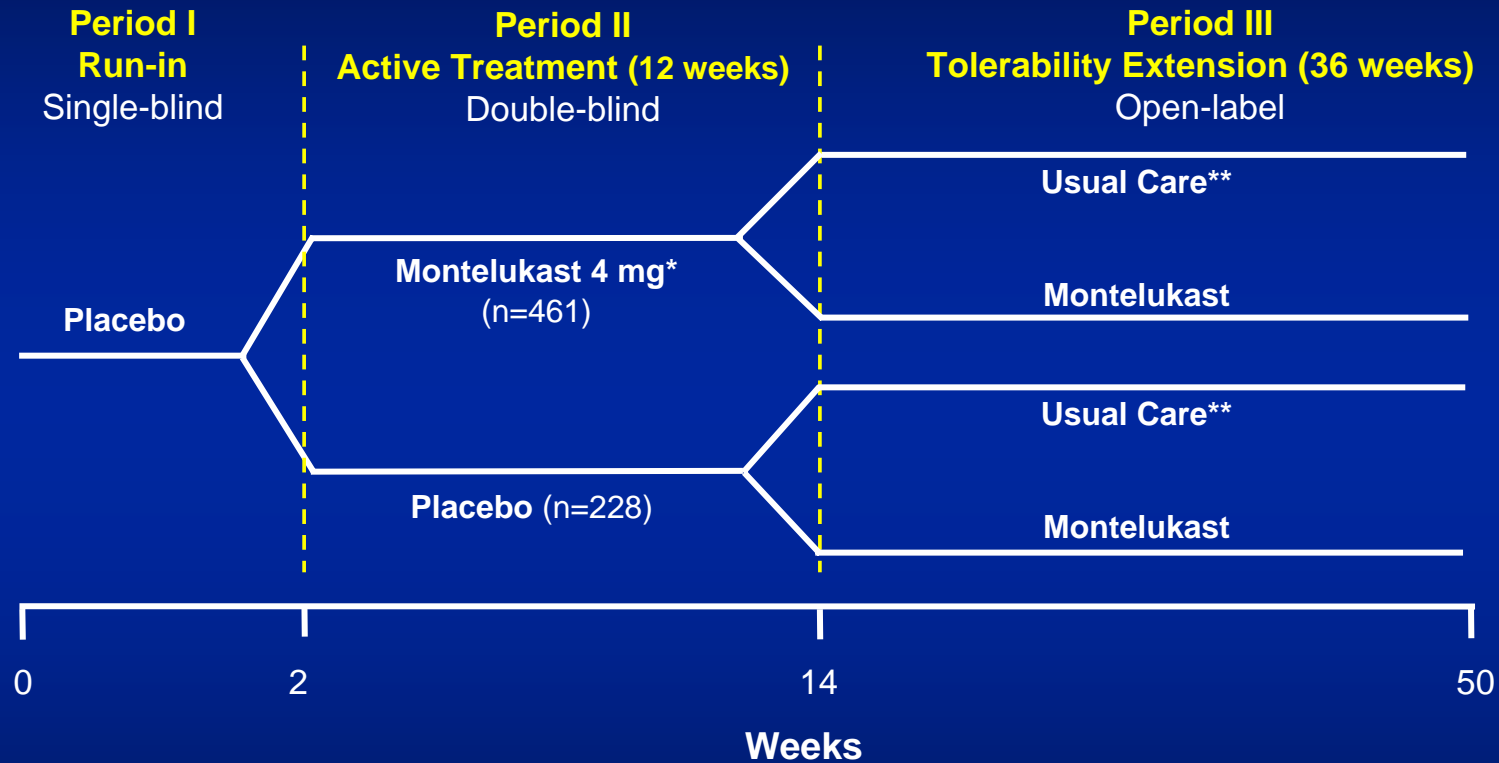 Period I
Run-in
Single-blind
Period II
Active Treatment (12 weeks)
Double-blind
Period III
Tolerability Extension (36 weeks)
Open-label
Placebo
Montelukast 4 mg*
(n=461)
Placebo (n=228)
Usual Care**
Montelukast
Usual Care**
Montelukast
0
2
14
50
Weeks